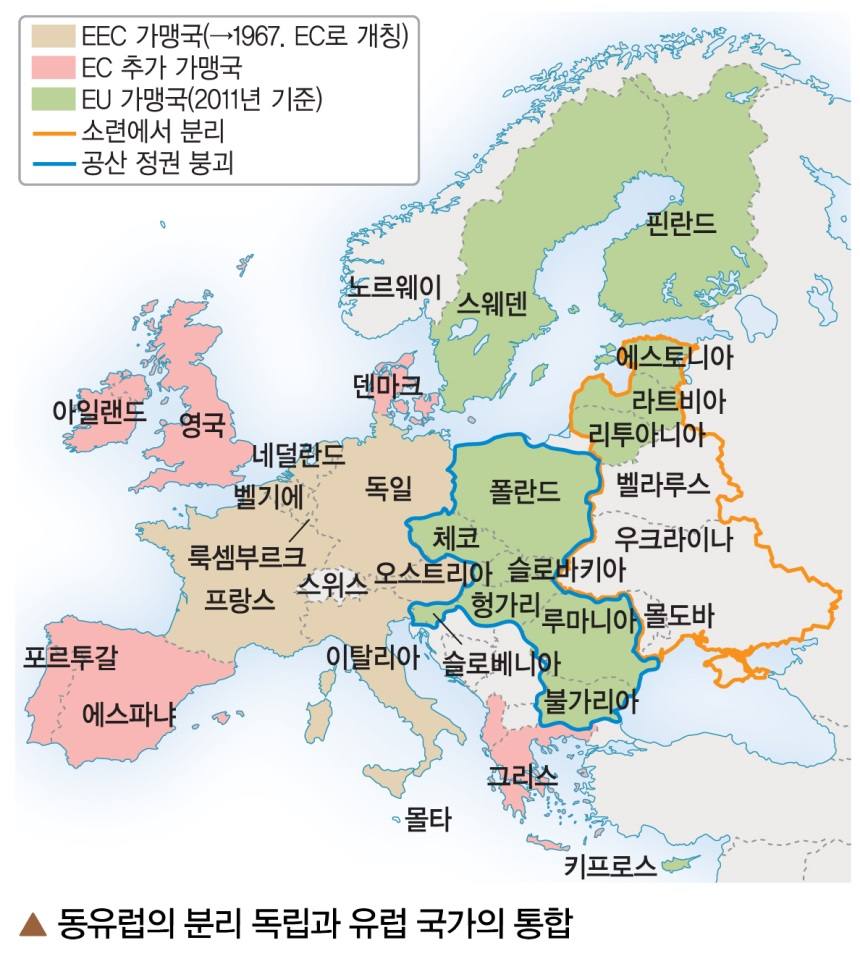 EEC 가맹국(→1967. EC로 개칭)
EC 추가 가맹국
EU 가맹국(2011년 기준)
소련에서 분리
공산 정권 붕괴
핀란드
노르웨이
스웨덴
에스토니아
덴마크
라트비아
아일랜드
영국
리투아니아
네덜란드
벨기에
독일
폴란드
벨라루스
체코
우크라이나
룩셈부르크
스위스
오스트리아
슬로바키아
프랑스
헝가리
루마니아
몰도바
포르투갈
이탈리아
슬로베니아
에스파냐
불가리아
그리스
몰타
키프로스
▲ 동유럽의 분리 독립과 유럽 국가의 통합